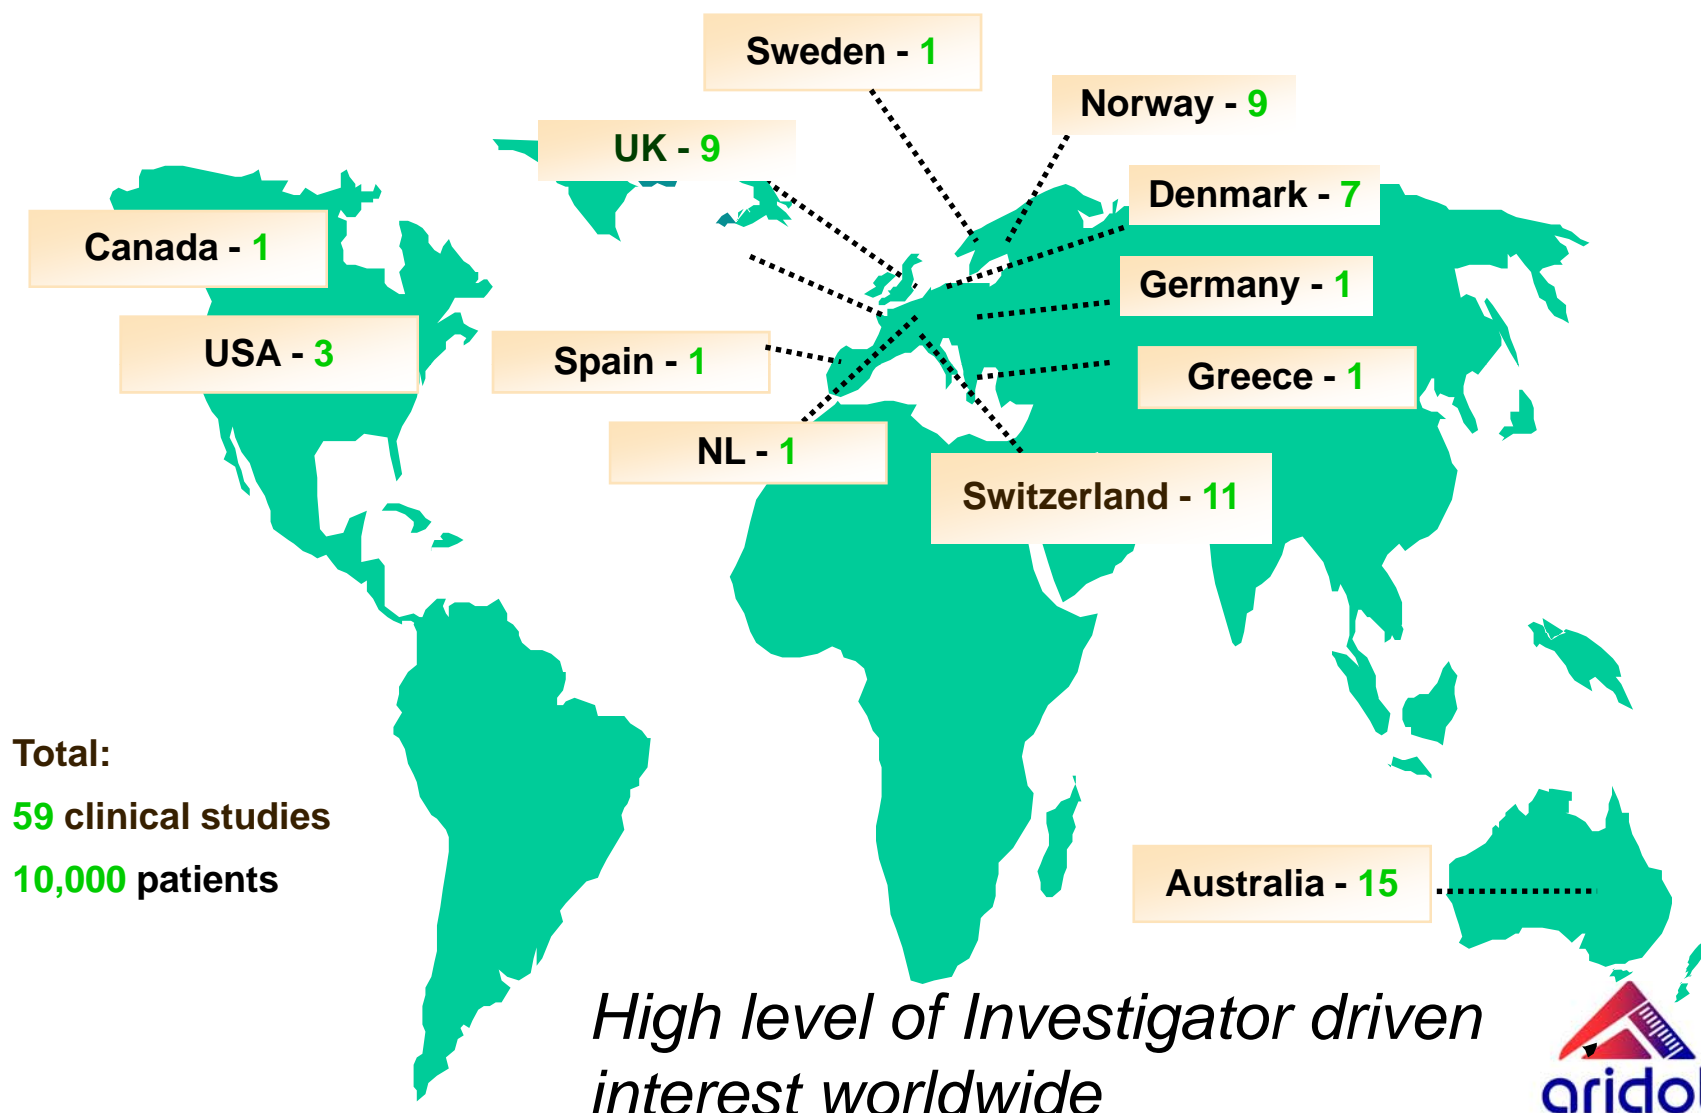 Sweden - 1
Norway - 9
UK - 9
Denmark - 7
Canada - 1
Germany - 1
USA - 3
Spain - 1
Greece - 1
NL - 1
Switzerland - 11
Total:
59 clinical studies
10,000 patients
Australia - 15
High level of Investigator driven
interest worldwide